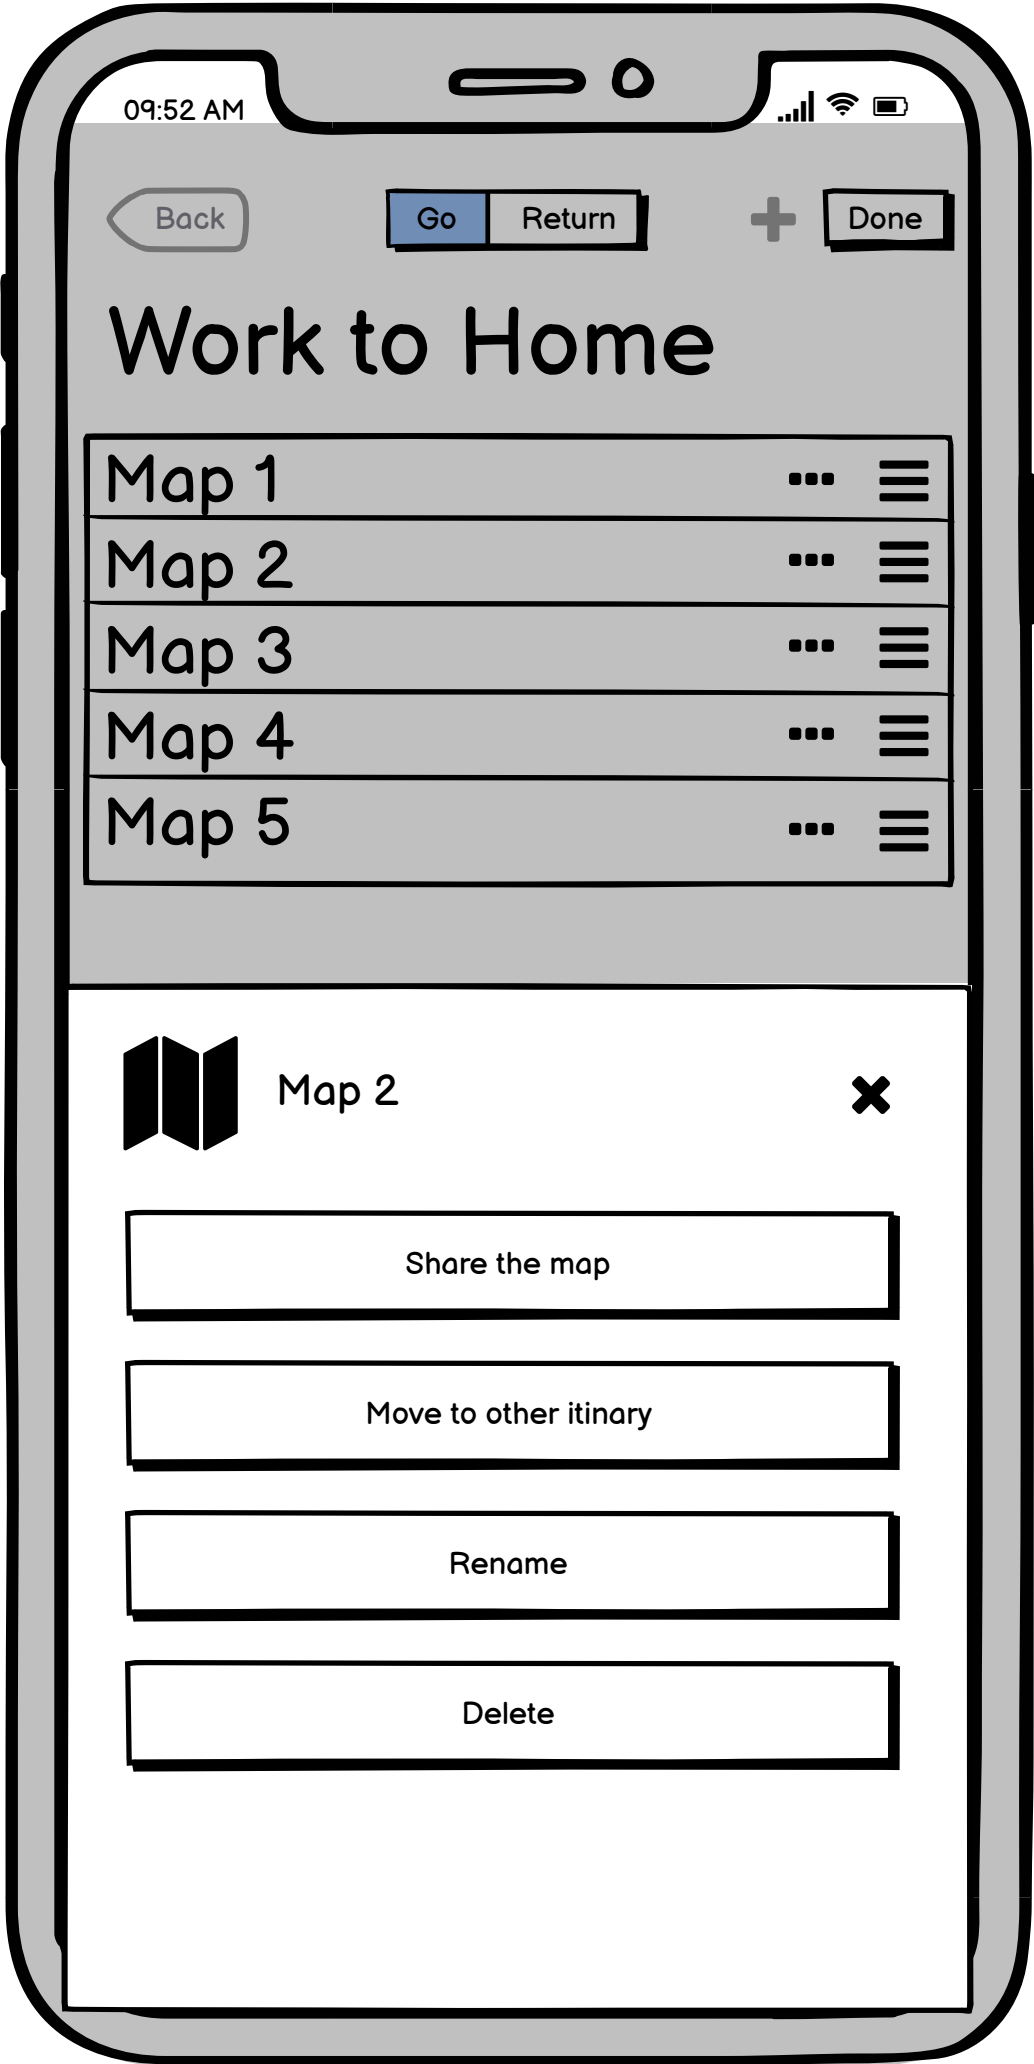 09:52 AM
Back Go Return Done
Work to Home
Map 1
Map 2
Map 3
Map 4
Map 5
Map 2
Share the map
Move to other itinary
Rename
Delete